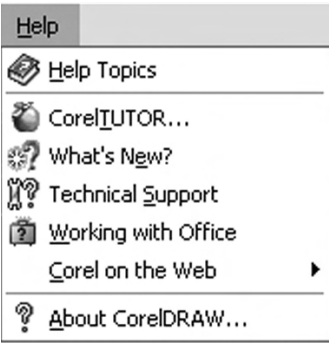 Help
Help Topics
CorelTUTOR...
What's New?
Technical Support
Working with Office
Corel on the Web
About CorelDRAW...